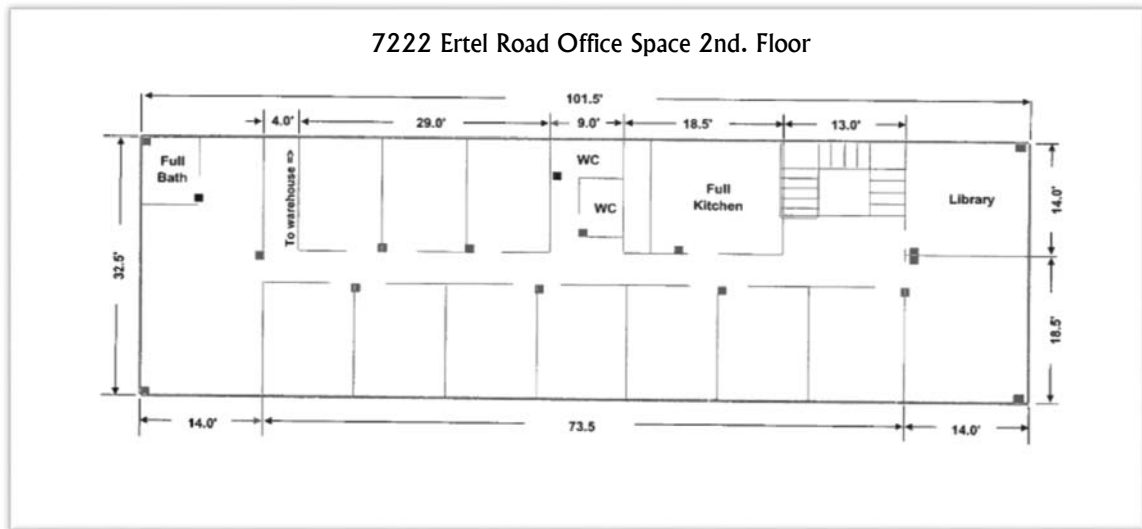 7222 Ertel Road Office Space 2nd. Floor
101.5'
4.0'
29.0'
9.0'
18.5'
13.0'
Full
Bath
To warehouse =>
WC
WC
Full
Kitchen
Library
14.0'
32.5'
18.5'
14.0'
73.5
14.0'